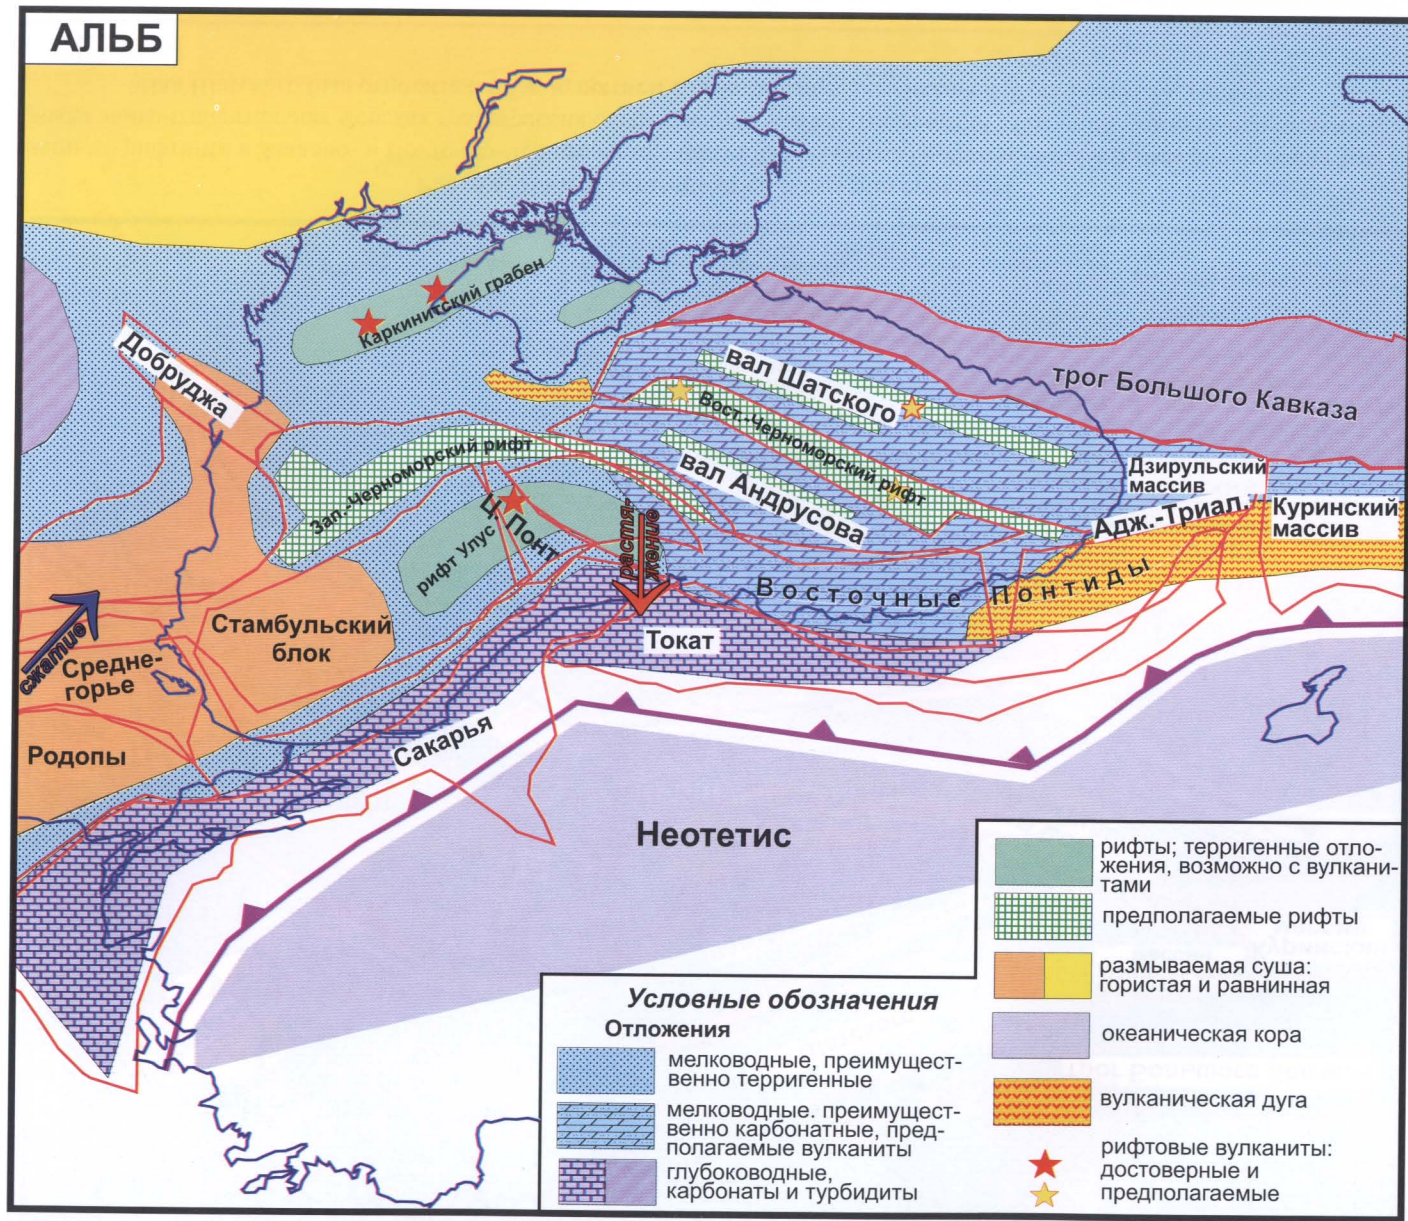 АЛЬБ
Каркинитский грабен
Добруджа
вал Шатского
трог Большого Кавказа
Вост.-Черноморский рифт
Зап.-Черноморский рифт
вал Андрусова
Дзирульский
массив
Адж.-Триал.
Куринский
массив
Ц. Понт
рифт Улус
растя-
жение
Восточные Понтиды
сжатие
Стамбульский
блок
Средне-
горье
Токат
Родопы
Сакарья
Неотетис
Условные обозначения
Отложения
мелководные, преимущест-
венно терригенные
мелководные. преимущест-
венно карбонатные, пред-
полагаемые вулканиты
глубоководные,
карбонаты и турбидиты
рифты; терригенные отло-
жения, возможно с вулкани-
тами
предполагаемые рифты
размываемая суша:
гористая и равнинная
океаническая кора
вулканическая дуга
рифтовые вулканиты:
достоверные и
предполагаемые